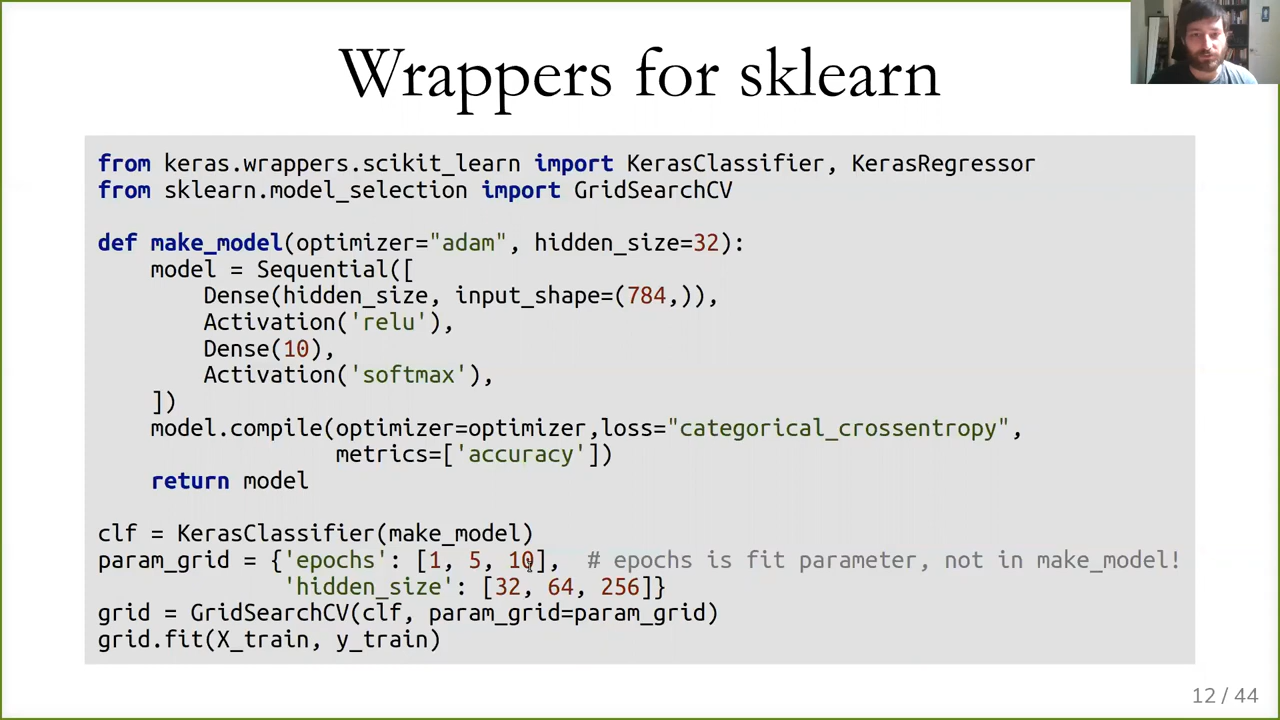 Wrappers for sklearn
from keras.wrappers.scikit_learn import KerasClassifier, KerasRegressor
from sklearn.model_selection import GridSearchCV
def make_model(optimizer="adam", hidden_size=32):
    model = Sequential([
        Dense(hidden_size, input_shape=(784,)),
        Activation('relu'),
        Dense(10),
        Activation('softmax'),
    ])
    model.compile(optimizer=optimizer,loss="categorical_crossentropy",
                  metrics=['accuracy'])
    return model
clf = KerasClassifier(make_model)
param_grid = {'epochs': [1, 5, 10],  # epochs is fit parameter, not in make_model!
              'hidden_size': [32, 64, 256]}
grid = GridSearchCV(clf, param_grid=param_grid)
grid.fit(X_train, y_train)
12 / 44